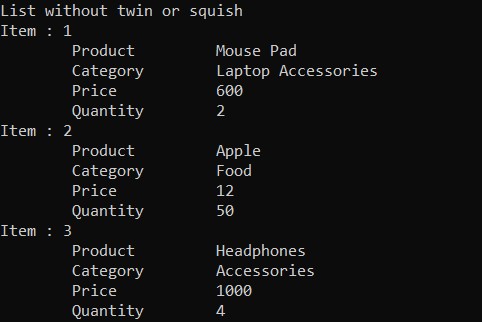 List without twin or squish
Item : 1
Product Mouse Pad
Category Laptop Accessories
Price 600
Quantity 2
Item : 2
Product Apple
Category Food
Price 12
Quantity 50
Item : 3
Product Headphones
Category Accessories
Price 1000
Quantity 4